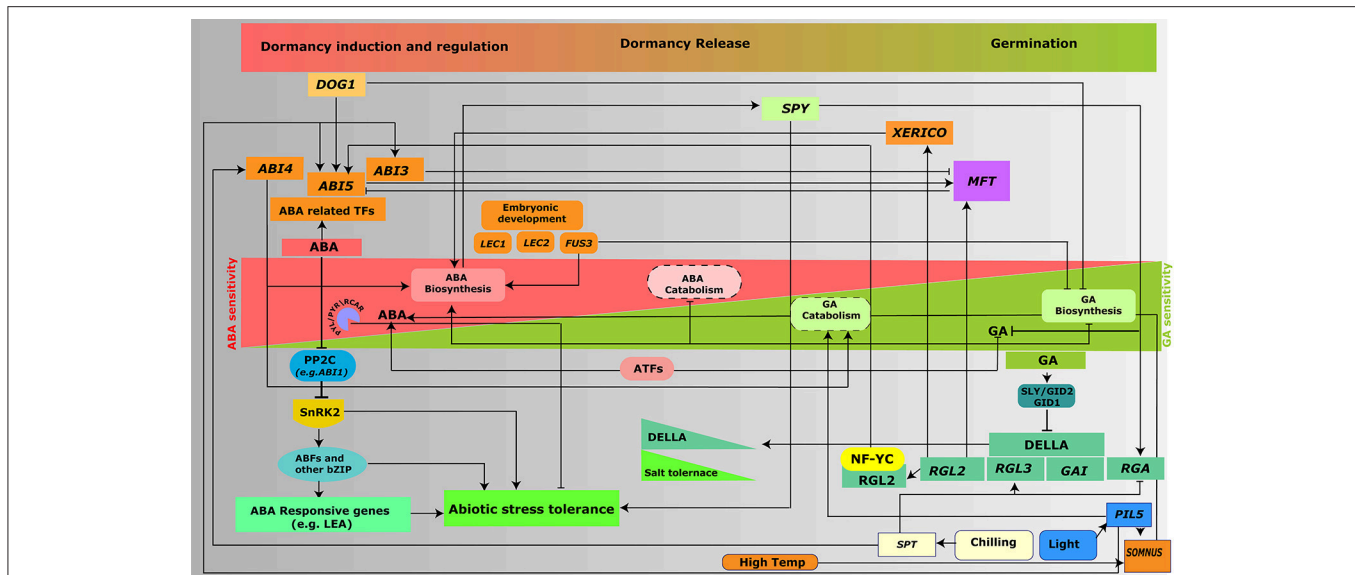 Dormancy induction and regulation
Dormancy Release
Germination
DOG1
SPY
XERICO
ABI4
ABI3
ABI5
MFT
ABA related TFs
Embryonic
development
LEC1
LEC2
FUS3
ABA
ABA sensitivity
GA sensitivity
ABA
Biosynthesis
ABA
Catabolism
GA
Catabolism
GA
Biosynthesis
PYL/PYR\RCAR
ABA
GA
PP2C
(e.g.ABI1)
ATFs
GA
SLY/GID2
GID1
SnRK2
DELLA
DELLA
ABFs and
other bZIP
Salt tolernace
NF-YC
RGL2
RGL2
RGL3
GAI
RGA
ABA Responsive genes
(e.g. LEA)
Abiotic stress tolerance
PIL5
SPT
Chilling
Light
SOMNUS
High Temp